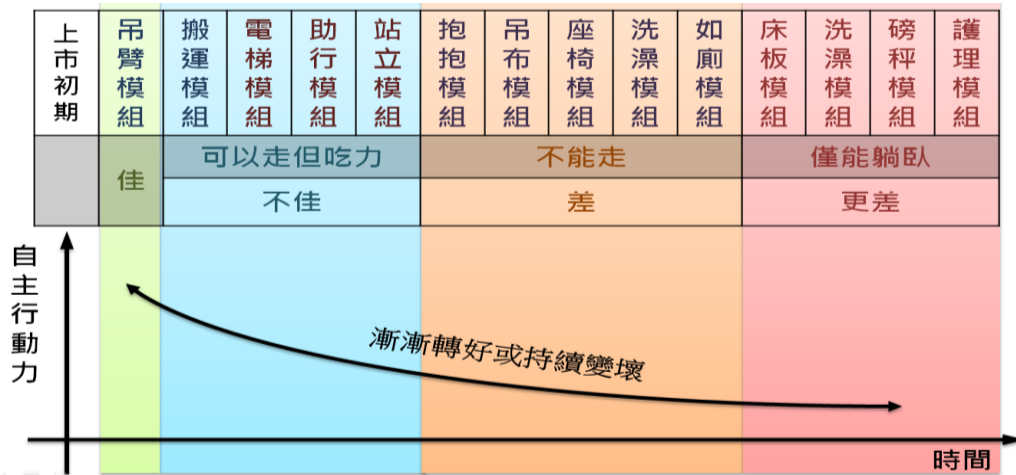 上市初期
吊臂模組
搬運模組
電梯模組
助行模組
站立模組
抱抱模組
吊布模組
座椅模組
洗澡模組
如廁模組
床板模組
洗澡模組
磅秤模組
護理模組
佳
可以走但吃力
不能走
僅能躺臥
不佳
差
更差
自主行動力
漸漸轉好或持續變壞
時間